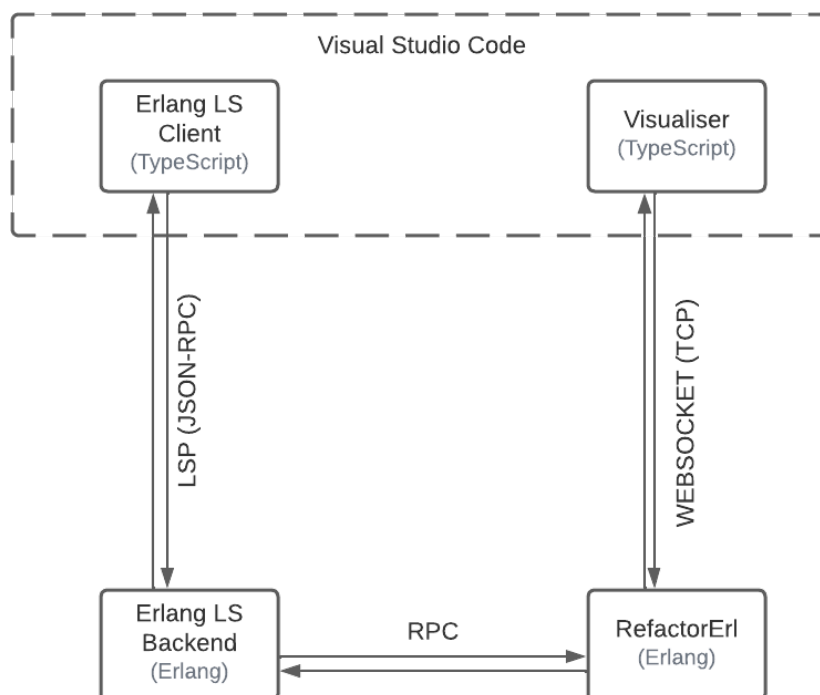 Visual Studio Code
Erlang LS
Client
(TypeScript)
Visualiser
(TypeScript)
LSP (JSON-RPC)
WEBSOCKET (TCP)
Erlang LS
Backend
(Erlang)
RPC
RefactorErl
(Erlang)